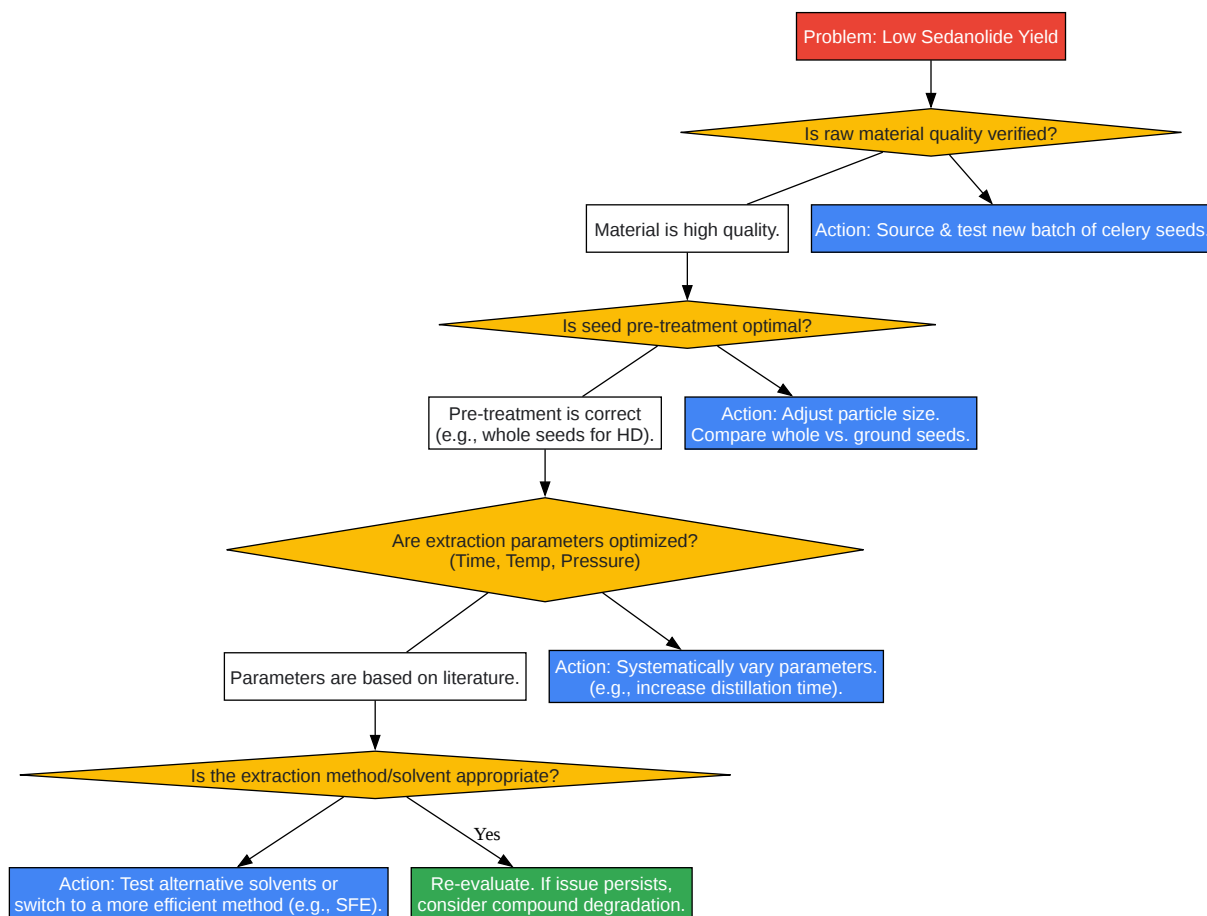 Problem: Low Sedanolide Yield
Is raw material quality verified?
Material is high quality.
Action: Source & test new batch of celery seeds.
Is seed pre-treatment optimal?
Pre-treatment is correct
(e.g., whole seeds for HD).
Action: Adjust particle size.
Compare whole vs. ground seeds.
Are extraction parameters optimized?
(Time, Temp, Pressure)
Parameters are based on literature.
Action: Systematically vary parameters.
(e.g., increase distillation time).
Is the extraction method/solvent appropriate?
Yes
Action: Test alternative solvents or
switch to a more efficient method (e.g., SFE).
Re-evaluate. If issue persists,
consider compound degradation.